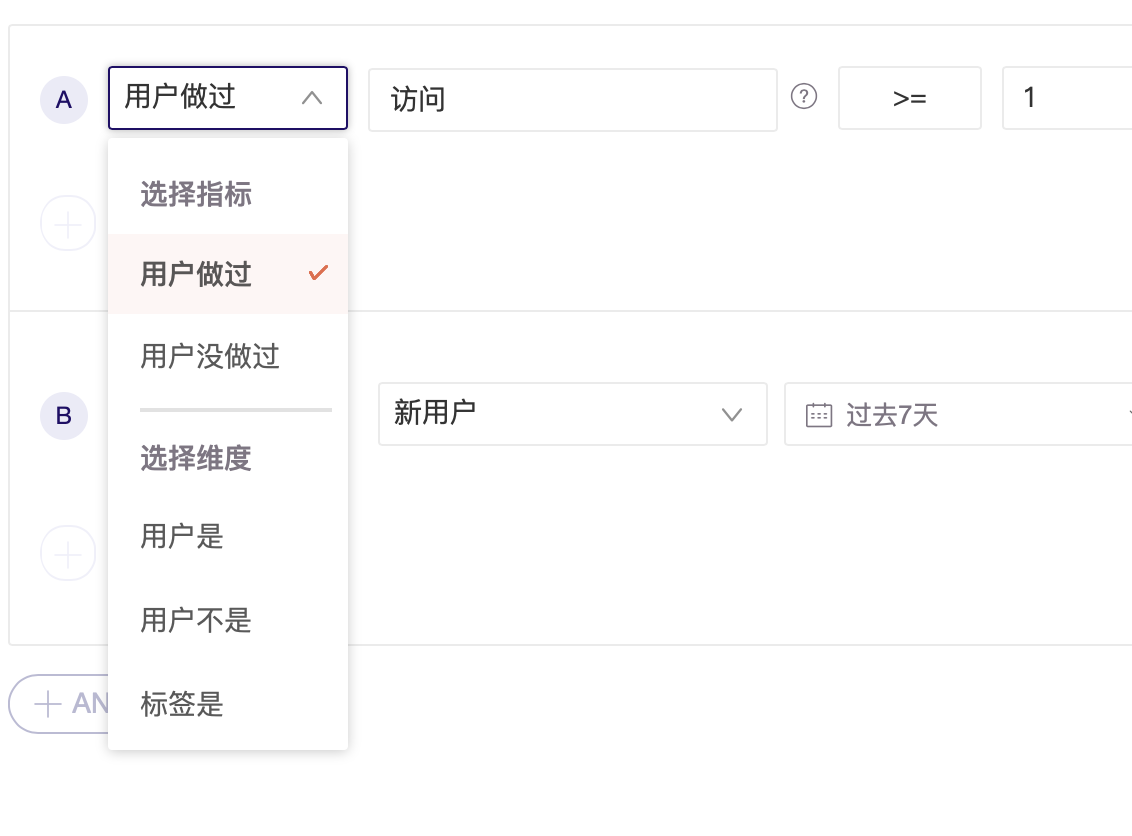 A 用户做过 访问 ? >= 1
选择指标
用户做过
用户没做过
B 新用户 过去7天
选择维度
用户是
用户不是
AN
标签是